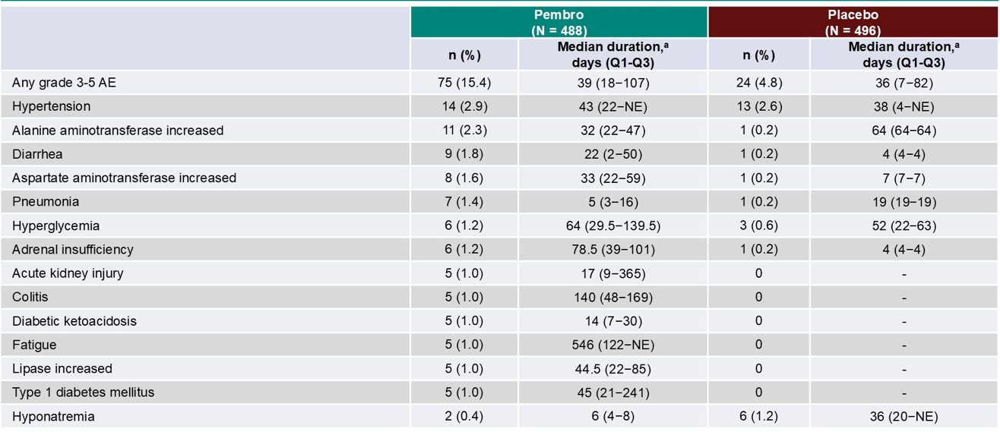 Pembro
(N = 488)
Placebo
(N = 496)
n (%)
Median duration,ᵃ
days (Q1-Q3)
n (%)
Median duration,ᵃ
days (Q1-Q3)
Any grade 3-5 AE 75 (15.4) 39 (18−107) 24 (4.8) 36 (7−82)
Hypertension 14 (2.9) 43 (22−NE) 13 (2.6) 38 (4−NE)
Alanine aminotransferase increased 11 (2.3) 32 (22−47) 1 (0.2) 64 (64−64)
Diarrhea 9 (1.8) 22 (2−50) 1 (0.2) 4 (4−4)
Aspartate aminotransferase increased 8 (1.6) 33 (22−59) 1 (0.2) 7 (7−7)
Pneumonia 7 (1.4) 5 (3−16) 1 (0.2) 19 (19−19)
Hyperglycemia 6 (1.2) 64 (29.5−139.5) 3 (0.6) 52 (22−63)
Adrenal insufficiency 6 (1.2) 78.5 (39−101) 1 (0.2) 4 (4−4)
Acute kidney injury 5 (1.0) 17 (9−365) 0 -
Colitis 5 (1.0) 140 (48−169) 0 -
Diabetic ketoacidosis 5 (1.0) 14 (7−30) 0 -
Fatigue 5 (1.0) 546 (122−NE) 0 -
Lipase increased 5 (1.0) 44.5 (22−85) 0 -
Type 1 diabetes mellitus 5 (1.0) 45 (21−241) 0 -
Hyponatremia 2 (0.4) 6 (4−8) 6 (1.2) 36 (20−NE)